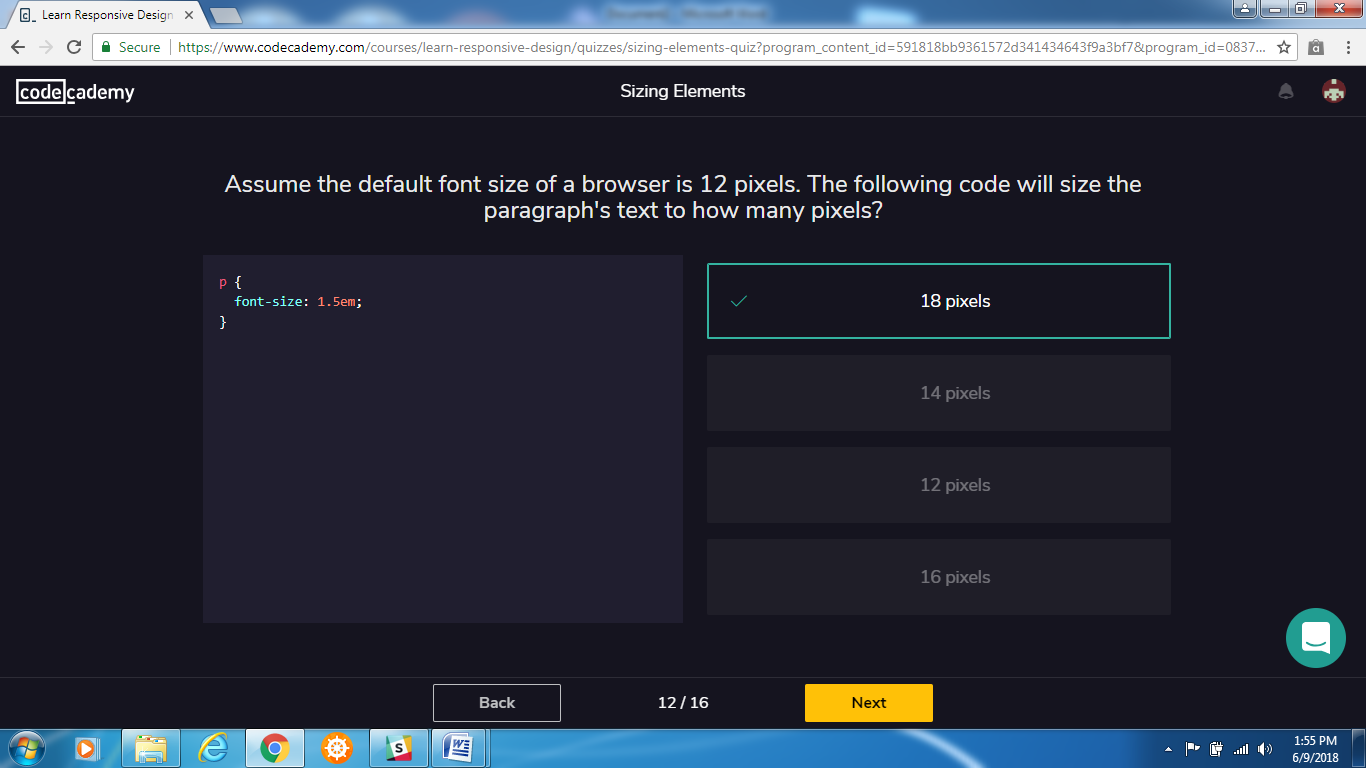 Learn Responsive Design
Secure
https://www.codecademy.com/courses/learn-responsive-design/quizzes/sizing-elements-quiz?program_content_id=591818bb9361572d341434643f9a3bf7&program_id=0837...
codecademy
Sizing Elements
Assume the default font size of a browser is 12 pixels. The following code will size the
paragraph's text to how many pixels?
p {
  font-size: 1.5em;
}
18 pixels
14 pixels
12 pixels
16 pixels
Back
12 / 16
Next
1:55 PM
6/9/2018